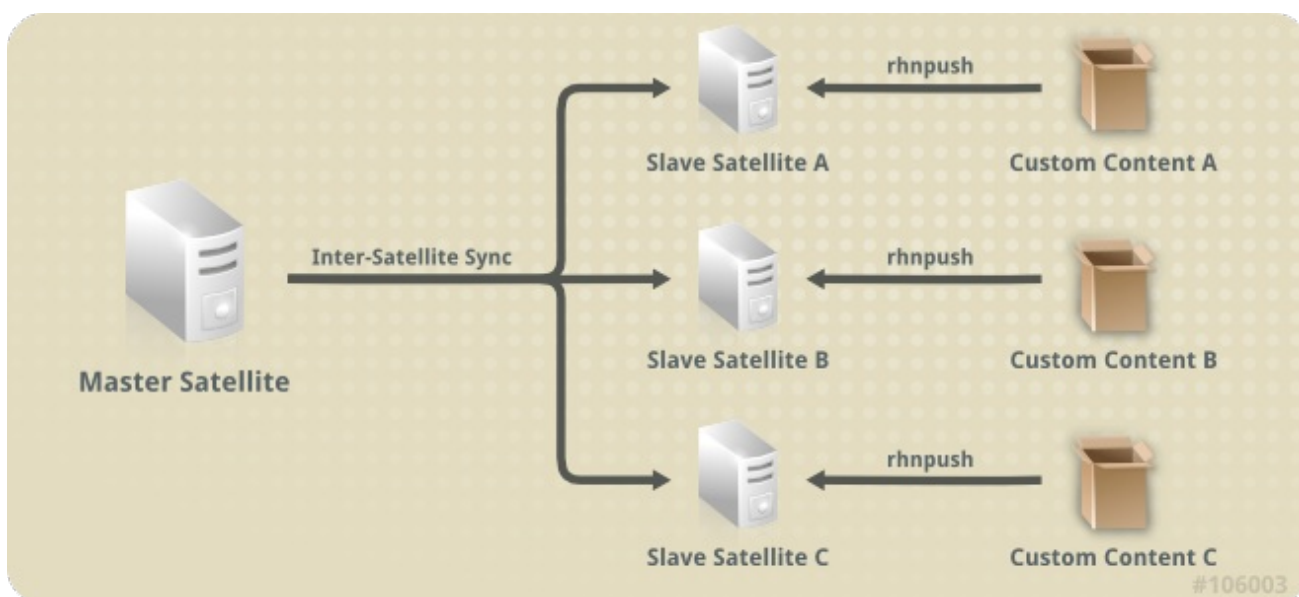 rhnpush
Slave Satellite A
Custom Content A
Inter-Satellite Sync
rhnpush
Master Satellite
Slave Satellite B
Custom Content B
rhnpush
Slave Satellite C
Custom Content C
#106003